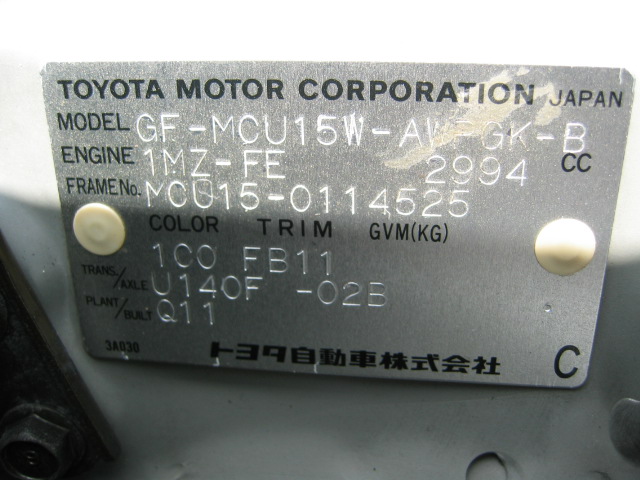 TOYOTA MOTOR CORPORATION JAPAN
MODEL GF-MCU15W-AWPGK-B
ENGINE 1MZ-FE 2994 CC
FRAME No. MCU15-0114525
COLOR TRIM GVM(KG)
1C0 FB11
TRANS./AXLE U140F -02B
PLANT/BUILT Q11
3A030 トヨタ自動車株式会社 C